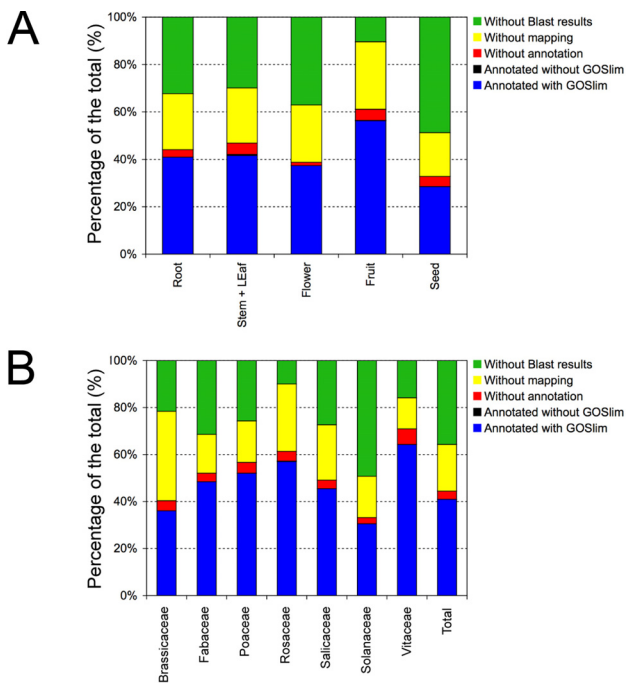 A
Percentage of the total (%)
100%
80%
60%
40%
20%
0%
Root
Stem + LEaf
Flower
Fruit
Seed
Without Blast results
Without mapping
Without annotation
Annotated without GOSlim
Annotated with GOSlim
B
Percentage of the total (%)
100%
80%
60%
40%
20%
0%
Brassicaceae
Fabaceae
Poaceae
Rosaceae
Salicaceae
Solanaceae
Vitaceae
Total
Without Blast results
Without mapping
Without annotation
Annotated without GOSlim
Annotated with GOSlim